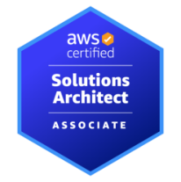 aws
certified
Solutions
Architect
ASSOCIATE